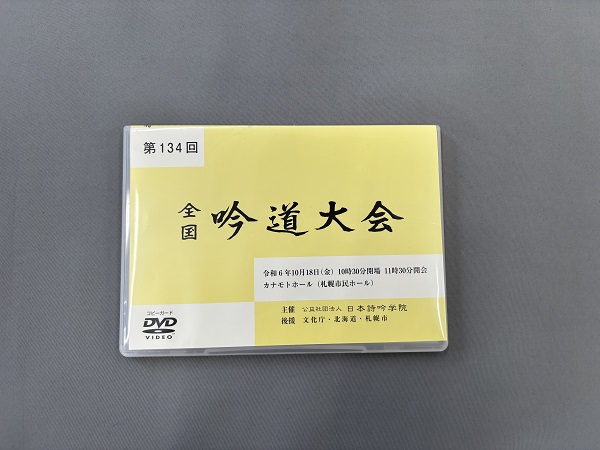 第134回
全国 吟道大会
令和6年10月18日(金) 10時30分開場 11時30分開会
カナモトホール(札幌市民ホール)
主催 公益社団法人 日本詩吟学院
後援 文化庁・北海道・札幌市
コピーガード
DVD
VIDEO